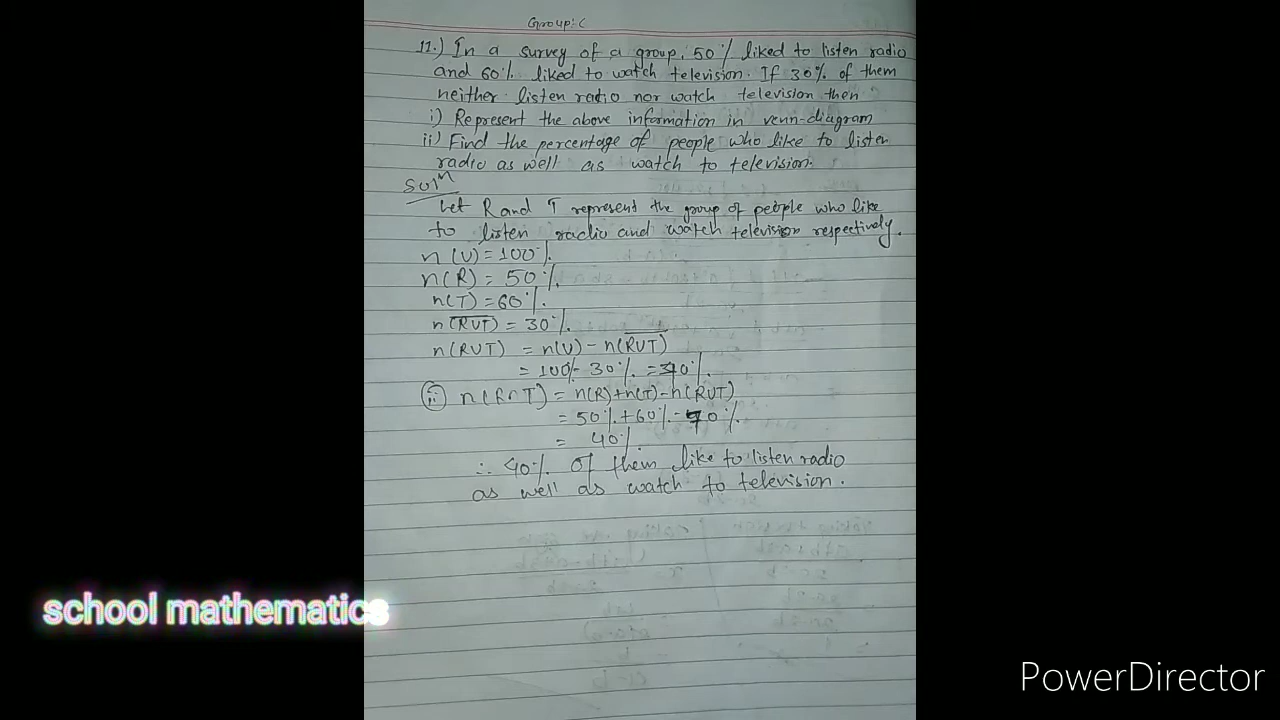 Group: C
11.) In a survey of a group, 50% liked to listen radio
and 60% liked to watch television. If 30% of them
neither listen radio nor watch television then
i) Represent the above information in venn-diagram
ii) Find the percentage of people who like to listen
radio as well as watch to television.
Solⁿ
Let R and T represent the group of people who like
to listen radio and watch television respectively.
n(U) = 100%.
n(R) = 50%.
n(T) = 60%.
n(R̅U̅T̅) = 30%.
n(RUT) = n(U) - n(R̅U̅T̅)
= 100% - 30% = 70%.
ii) n(R∩T) = n(R)+n(T)-n(RUT)
= 50% + 60% - 70%.
= 40%
∴ 40% of them like to listen radio
as well as watch to television.
school mathematics
PowerDirector